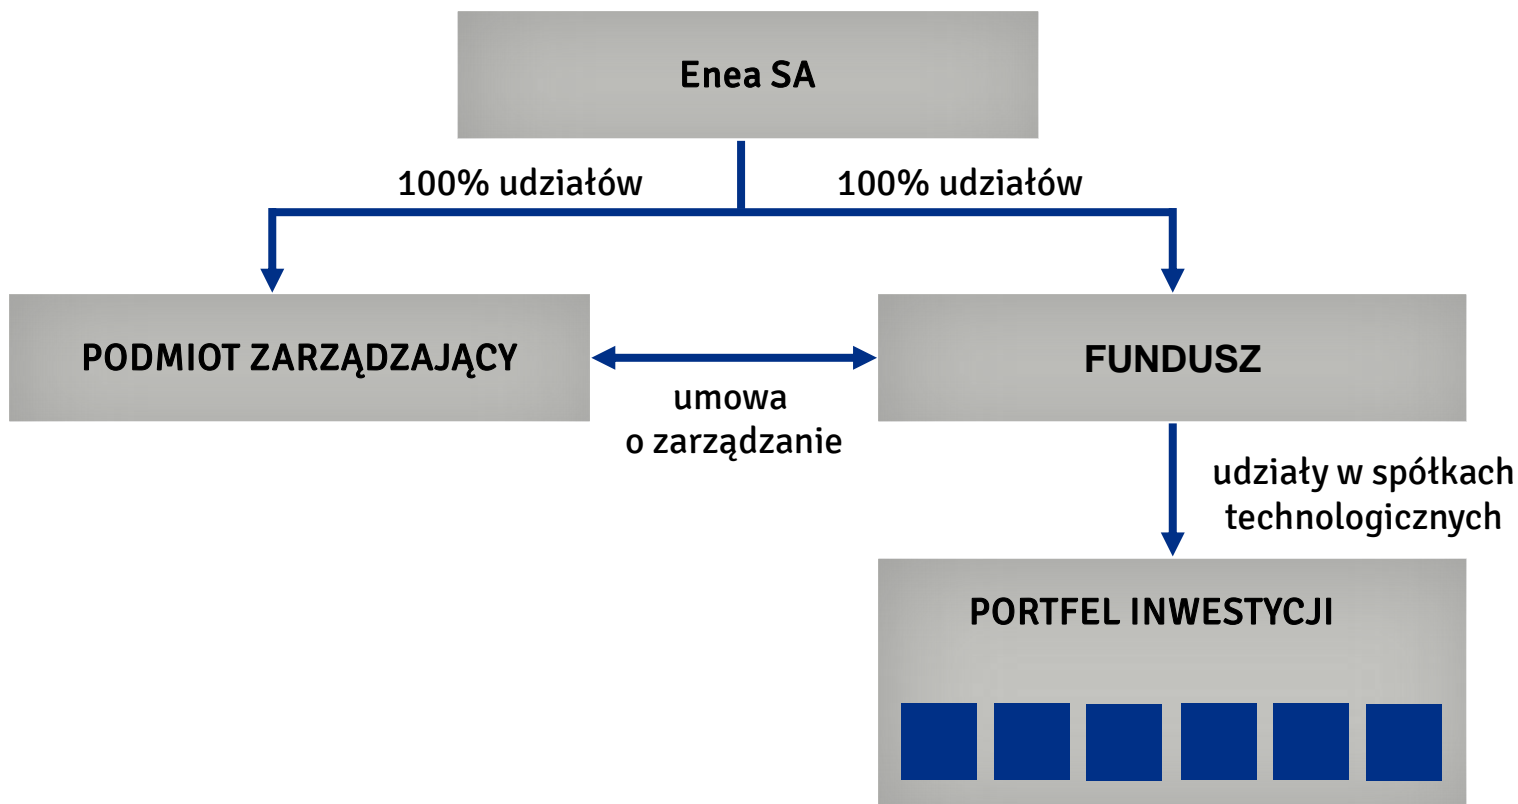 Enea SA
100% udziałów
100% udziałów
PODMIOT ZARZĄDZAJĄCY
FUNDUSZ
umowa
o zarządzanie
udziały w spółkach
technologicznych
PORTFEL INWESTYCJI